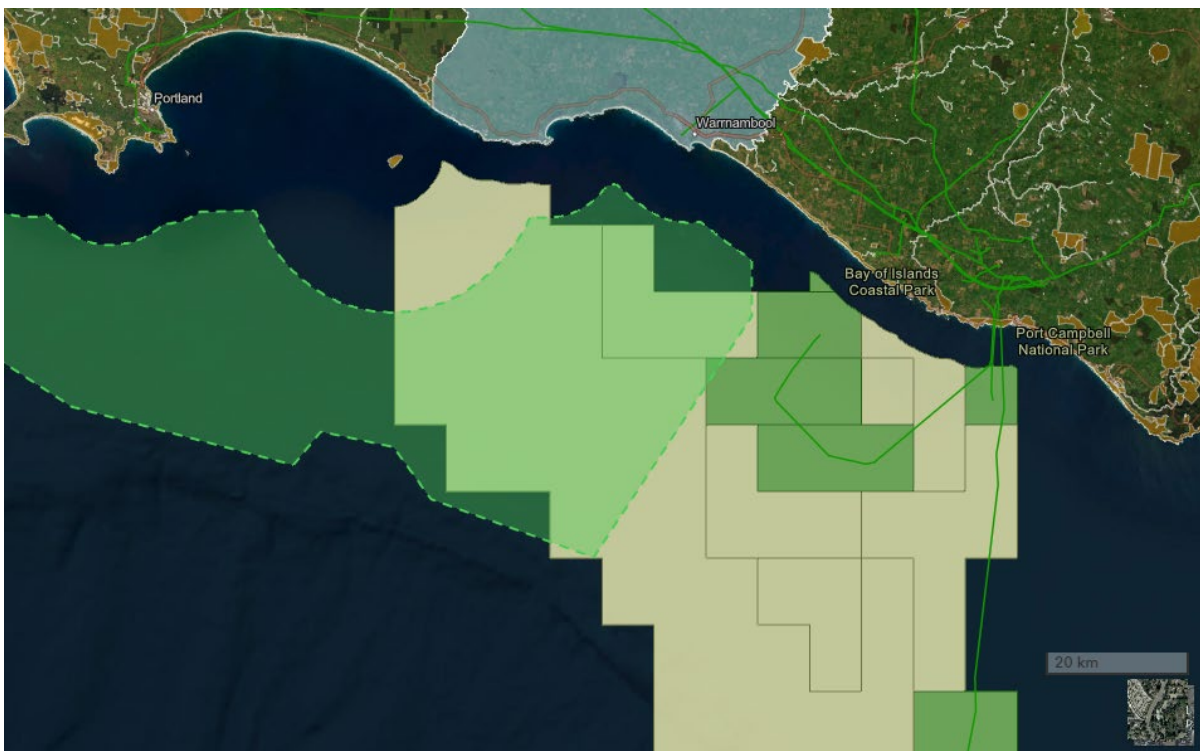 Portland
Warrnambool
Bay of Islands
Coastal Park
Port Campbell
National Park
20 km